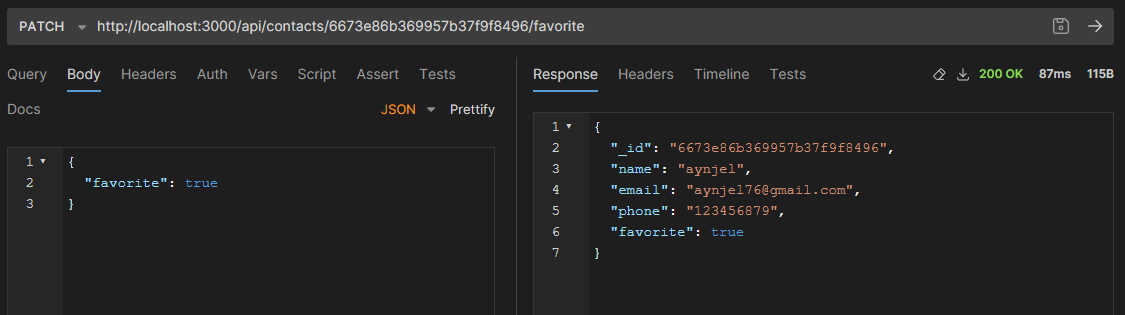 PATCH http://localhost:3000/api/contacts/6673e86b369957b37f9f8496/favorite
Query Body Headers Auth Vars Script Assert Tests
Docs JSON Prettify
1 {
2 "favorite": true
3 }
Response Headers Timeline Tests 200 OK 87ms 115B
1 {
2 "_id": "6673e86b369957b37f9f8496",
3 "name": "aynjel",
4 "email": "aynjel76@gmail.com",
5 "phone": "123456879",
6 "favorite": true
7 }